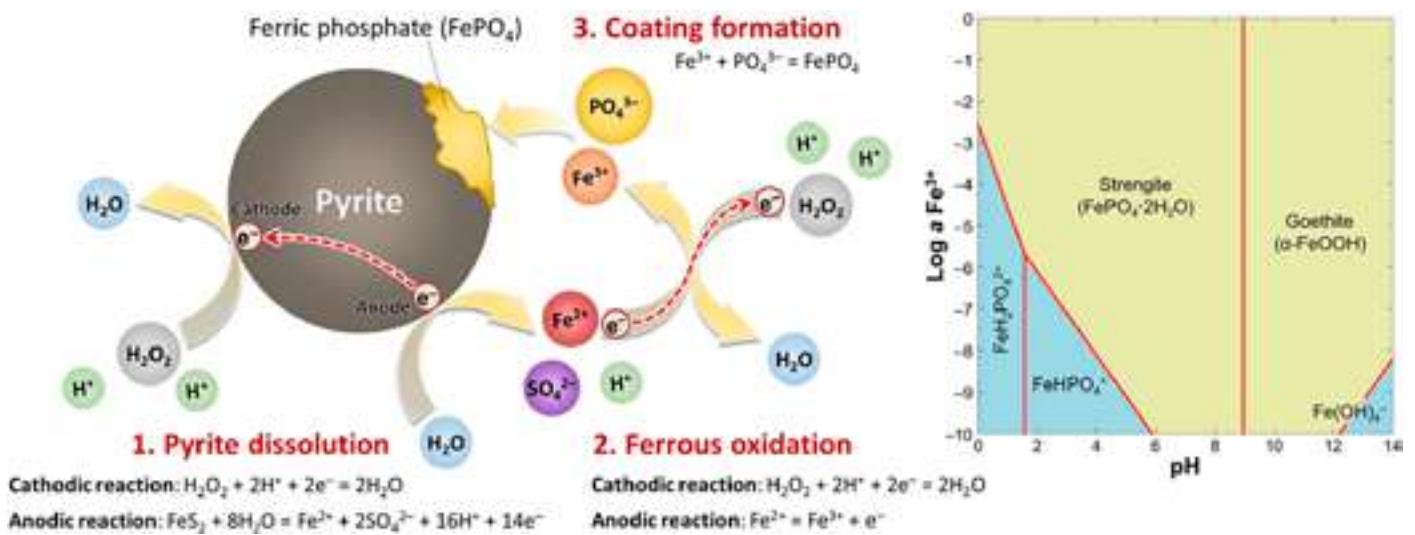 Ferric phosphate (FePO₄)
3. Coating formation
Fe³⁺ + PO₄³⁻ = FePO₄
PO₄³⁻
Fe³⁺
H⁺
H⁺
e⁻
H₂O₂
H₂O
Pyrite
Cathode
e⁻
Anode
e⁻
H₂O₂
H⁺
H⁺
Fe²⁺
e⁻
SO₄²⁻
H⁺
H₂O
H₂O
1. Pyrite dissolution
Cathodic reaction: H₂O₂ + 2H⁺ + 2e⁻ = 2H₂O
Anodic reaction: FeS₂ + 8H₂O = Fe²⁺ + 2SO₄²⁻ + 16H⁺ + 14e⁻
2. Ferrous oxidation
Cathodic reaction: H₂O₂ + 2H⁺ + 2e⁻ = 2H₂O
Anodic reaction: Fe²⁺ = Fe³⁺ + e⁻
Log a Fe³⁺
0
−1
−2
−3
−4
−5
−6
−7
−8
−9
−10
Strengite
(FePO₄·2H₂O)
Goethite
(α-FeOOH)
FeH₂PO₄²⁺
FeHPO₄⁺
Fe(OH)₄⁻
0 2 4 6 8 10 12 14
pH